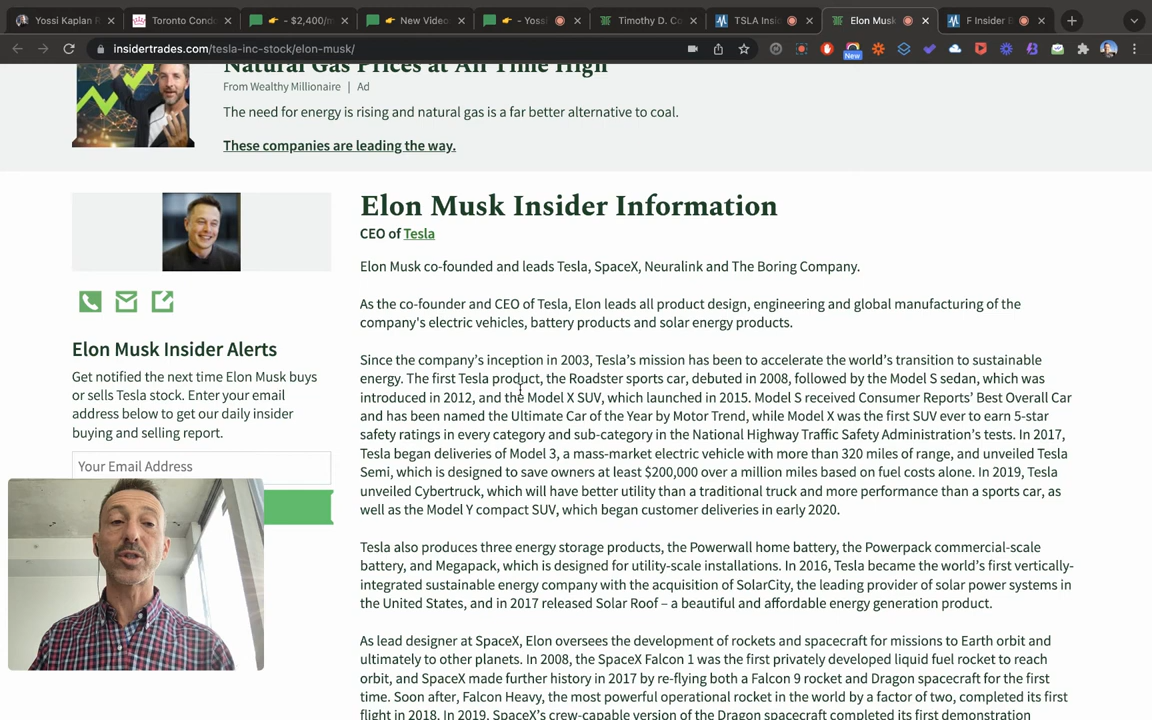 Yossi Kaplan R
Toronto Cond
👉 - $2,400/m
👉 New Video
👉 - Yossi
Timothy D. Co
TSLA Insi
Elon Musk
F Insider B
insidertrades.com/tesla-inc-stock/elon-musk/
New
Natural Gas Prices at All Time High
From Wealthy Millionaire | Ad
The need for energy is rising and natural gas is a far better alternative to coal.
These companies are leading the way.
Elon Musk Insider Information
CEO of Tesla
Elon Musk co-founded and leads Tesla, SpaceX, Neuralink and The Boring Company.
As the co-founder and CEO of Tesla, Elon leads all product design, engineering and global manufacturing of the
company's electric vehicles, battery products and solar energy products.
Since the company's inception in 2003, Tesla's mission has been to accelerate the world's transition to sustainable
energy. The first Tesla product, the Roadster sports car, debuted in 2008, followed by the Model S sedan, which was
introduced in 2012, and the Model X SUV, which launched in 2015. Model S received Consumer Reports' Best Overall Car
and has been named the Ultimate Car of the Year by Motor Trend, while Model X was the first SUV ever to earn 5-star
safety ratings in every category and sub-category in the National Highway Traffic Safety Administration's tests. In 2017,
Tesla began deliveries of Model 3, a mass-market electric vehicle with more than 320 miles of range, and unveiled Tesla
Semi, which is designed to save owners at least $200,000 over a million miles based on fuel costs alone. In 2019, Tesla
unveiled Cybertruck, which will have better utility than a traditional truck and more performance than a sports car, as
well as the Model Y compact SUV, which began customer deliveries in early 2020.
Tesla also produces three energy storage products, the Powerwall home battery, the Powerpack commercial-scale
battery, and Megapack, which is designed for utility-scale installations. In 2016, Tesla became the world's first vertically-
integrated sustainable energy company with the acquisition of SolarCity, the leading provider of solar power systems in
the United States, and in 2017 released Solar Roof – a beautiful and affordable energy generation product.
As lead designer at SpaceX, Elon oversees the development of rockets and spacecraft for missions to Earth orbit and
ultimately to other planets. In 2008, the SpaceX Falcon 1 was the first privately developed liquid fuel rocket to reach
orbit, and SpaceX made further history in 2017 by re-flying both a Falcon 9 rocket and Dragon spacecraft for the first
time. Soon after, Falcon Heavy, the most powerful operational rocket in the world by a factor of two, completed its first
flight in 2018. In 2019, SpaceX's crew-capable version of the Dragon spacecraft completed its first demonstration
Elon Musk Insider Alerts
Get notified the next time Elon Musk buys
or sells Tesla stock. Enter your email
address below to get our daily insider
buying and selling report.
Your Email Address